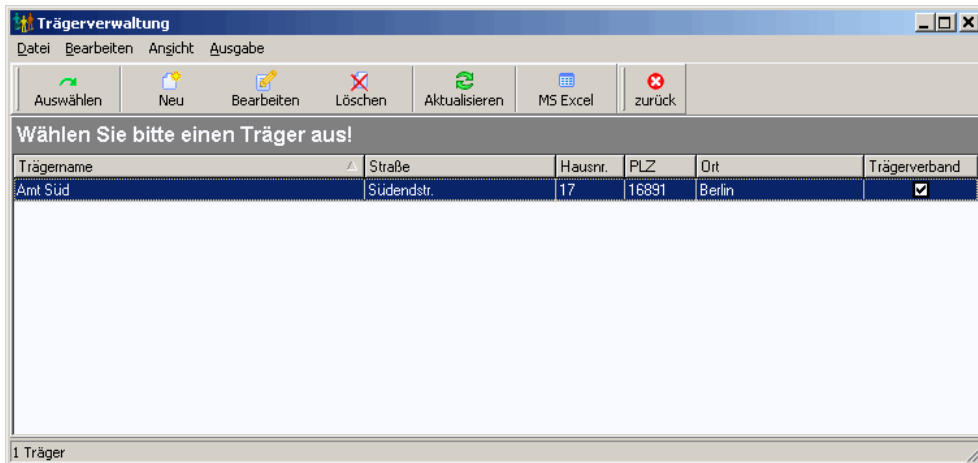 Trägerverwaltung
Datei Bearbeiten Ansicht Ausgabe
Auswählen Neu Bearbeiten Löschen Aktualisieren MS Excel zurück
Wählen Sie bitte einen Träger aus!
Trägername Straße Hausnr. PLZ Ort Trägerverband
Amt Süd Südendstr. 17 16891 Berlin
1 Träger